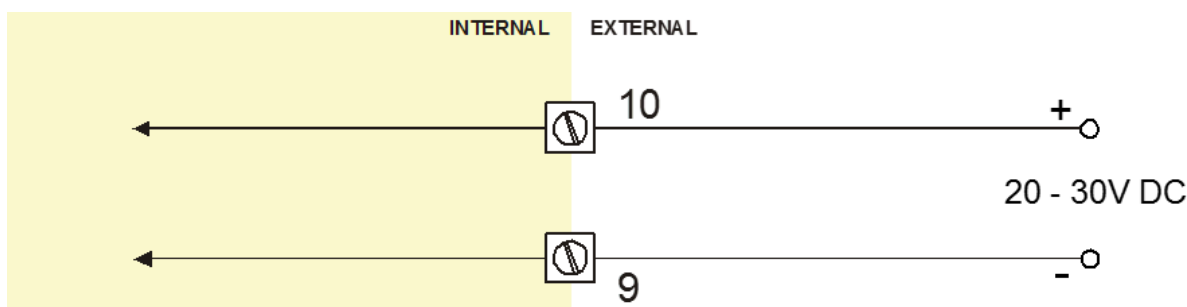 INTERNAL EXTERNAL
10
+
20 - 30V DC
-
9